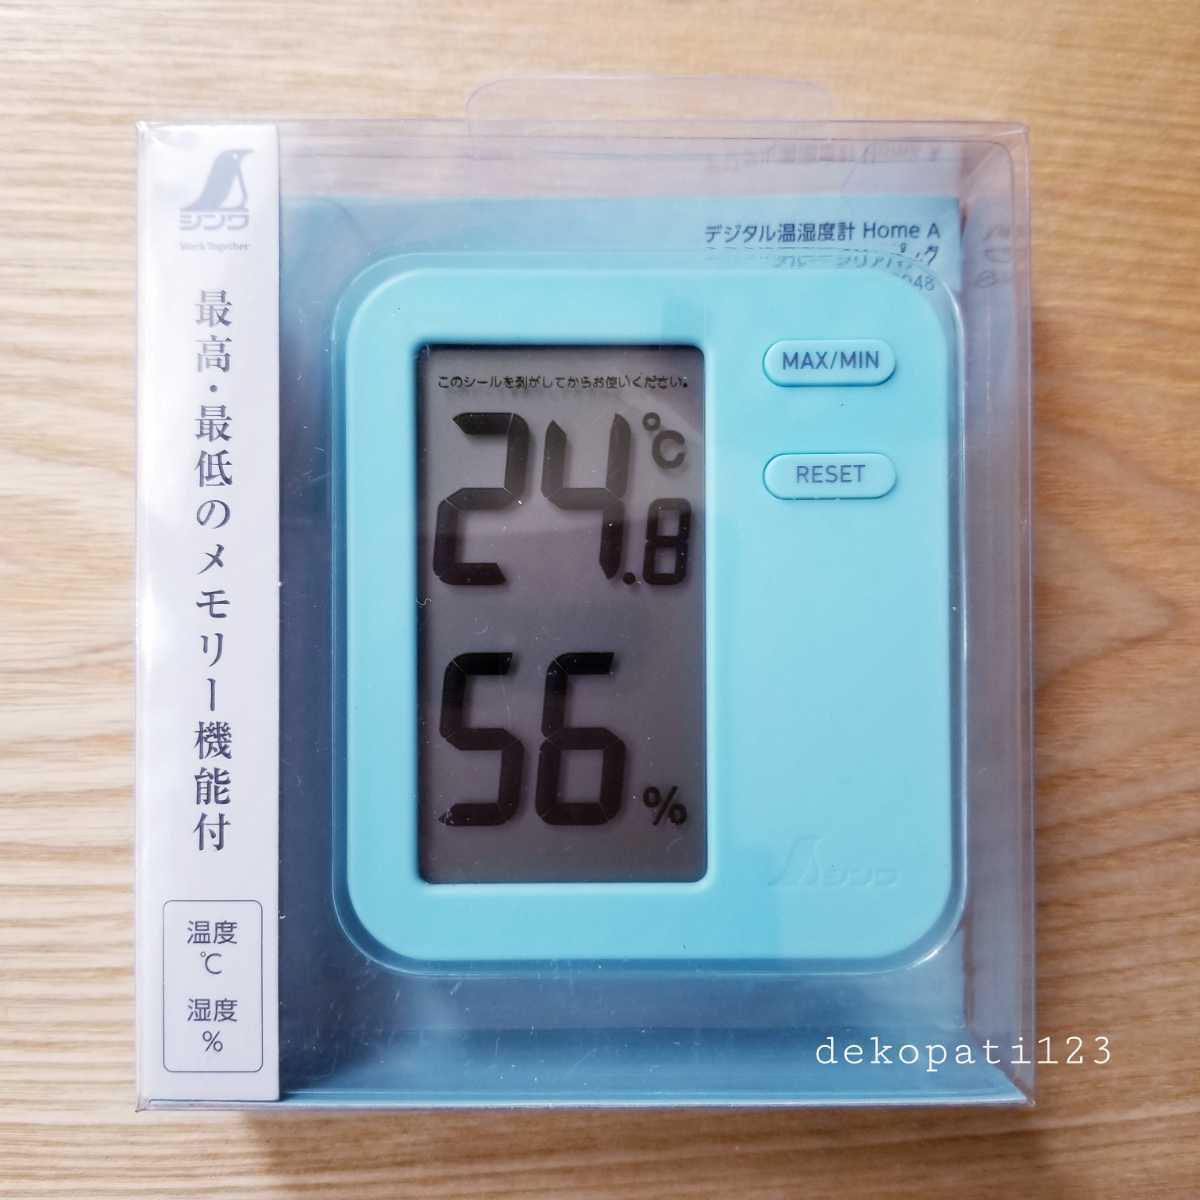 シンワ
Work Together
最高・最低のメモリー機能付
温度
℃
湿度
%
デジタル温湿度計 Home A
MAX/MIN
RESET
このシールを剥がしてからお使いください。
24.8
℃
56
%
シンワ
dekopati123